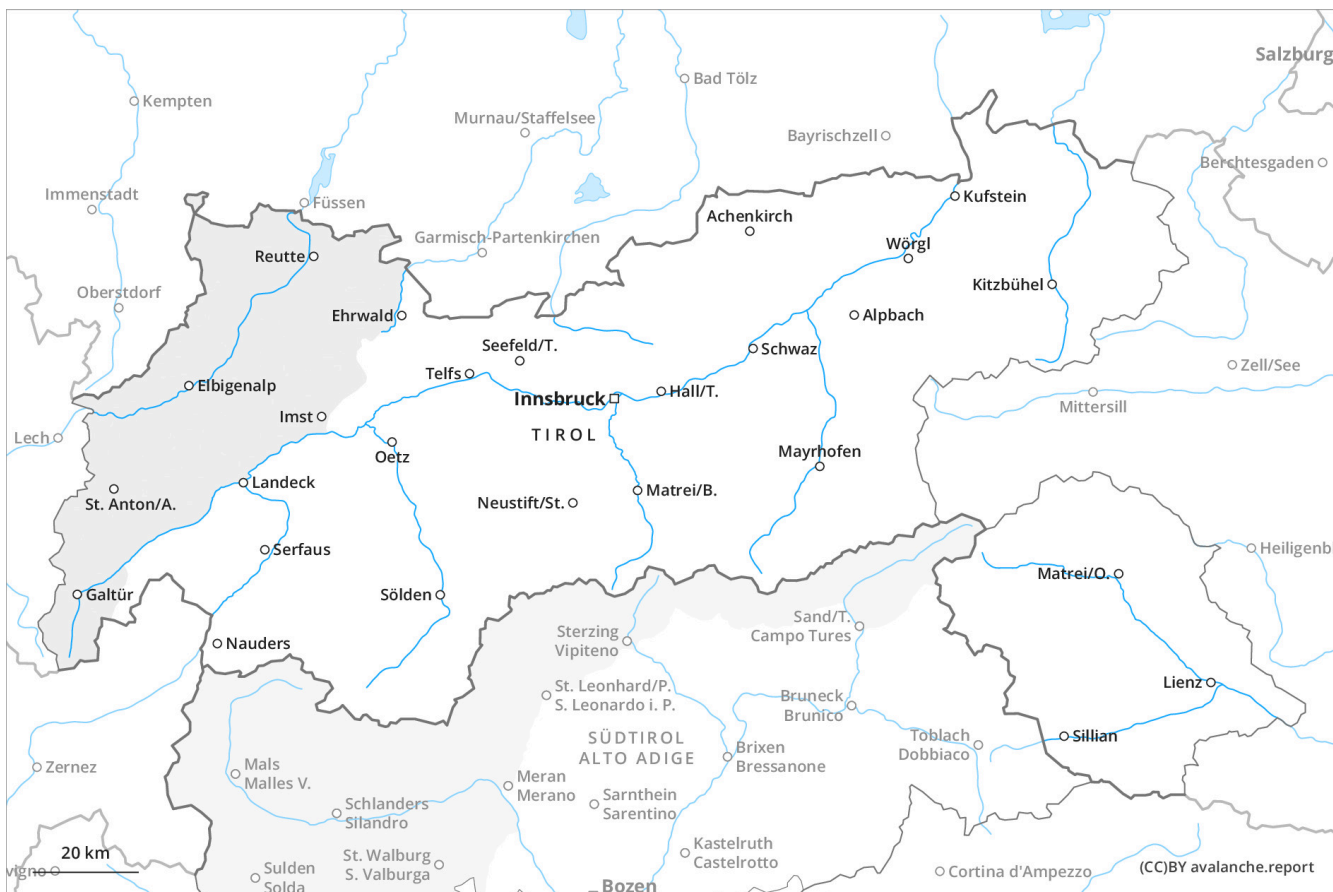 Salzburg
Bad Tölz
Kempten
Murnau/Staffelsee
Bayrischzell
Berchtesgaden
Immenstadt
Füssen
Kufstein
Achenkirch
Garmisch-Partenkirchen
Wörgl
Reutte
Oberstdorf
Kitzbühel
Ehrwald
Alpbach
Seefeld/T.
Schwaz
Zell/See
Telfs
Elbigenalp
Hall/T.
Innsbruck
Mittersill
Imst
TIROL
Lech
Oetz
Mayrhofen
Landeck
Matrei/B.
St. Anton/A.
Neustift/St.
Serfaus
Heiligenb
Matrei/O.
Galtür
Sölden
Sand/T.
Campo Tures
Sterzing
Vipiteno
Nauders
Lienz
St. Leonhard/P.
S. Leonardo i. P.
Bruneck
Brunico
Sillian
SÜDTIROL
ALTO ADIGE
Toblach
Dobbiaco
Brixen
Bressanone
Zernez
Mals
Malles V.
Meran
Merano
Schlanders
Silandro
Sarnthein
Sarentino
Kastelruth
Castelrotto
20 km
St. Walburg
S. Valburga
vigno
Sulden
Solda
Cortina d'Ampezzo
(CC)BY avalanche.report
Bozen